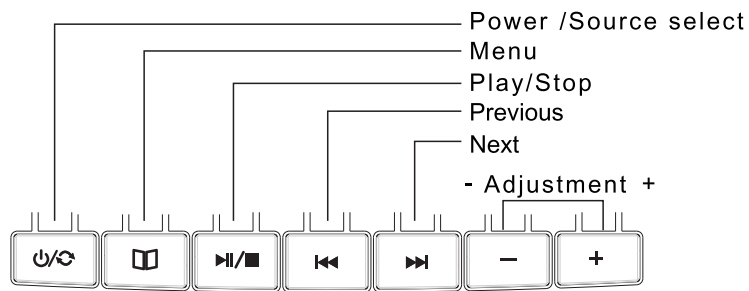 Power /Source select
Menu
Play/Stop
Previous
Next
- Adjustment +